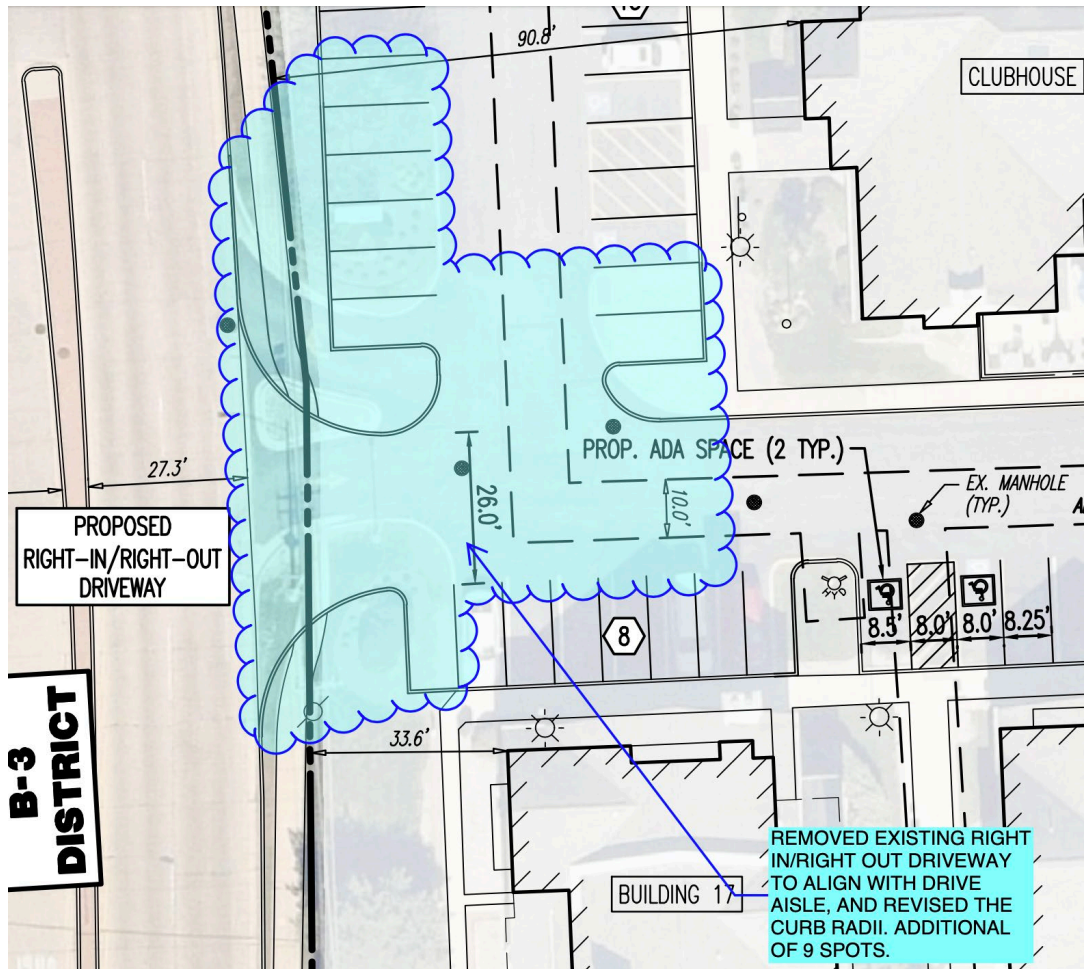 90.8'
CLUBHOUSE
27.3'
PROP. ADA SPACE (2 TYP.)
26.0'
10.0'
EX. MANHOLE
(TYP.)
PROPOSED
RIGHT-IN/RIGHT-OUT
DRIVEWAY
8
8.5'
8.0'
8.0'
8.25'
B-3
DISTRICT
33.6'
BUILDING 17
REMOVED EXISTING RIGHT
IN/RIGHT OUT DRIVEWAY
TO ALIGN WITH DRIVE
AISLE, AND REVISED THE
CURB RADII. ADDITIONAL
OF 9 SPOTS.